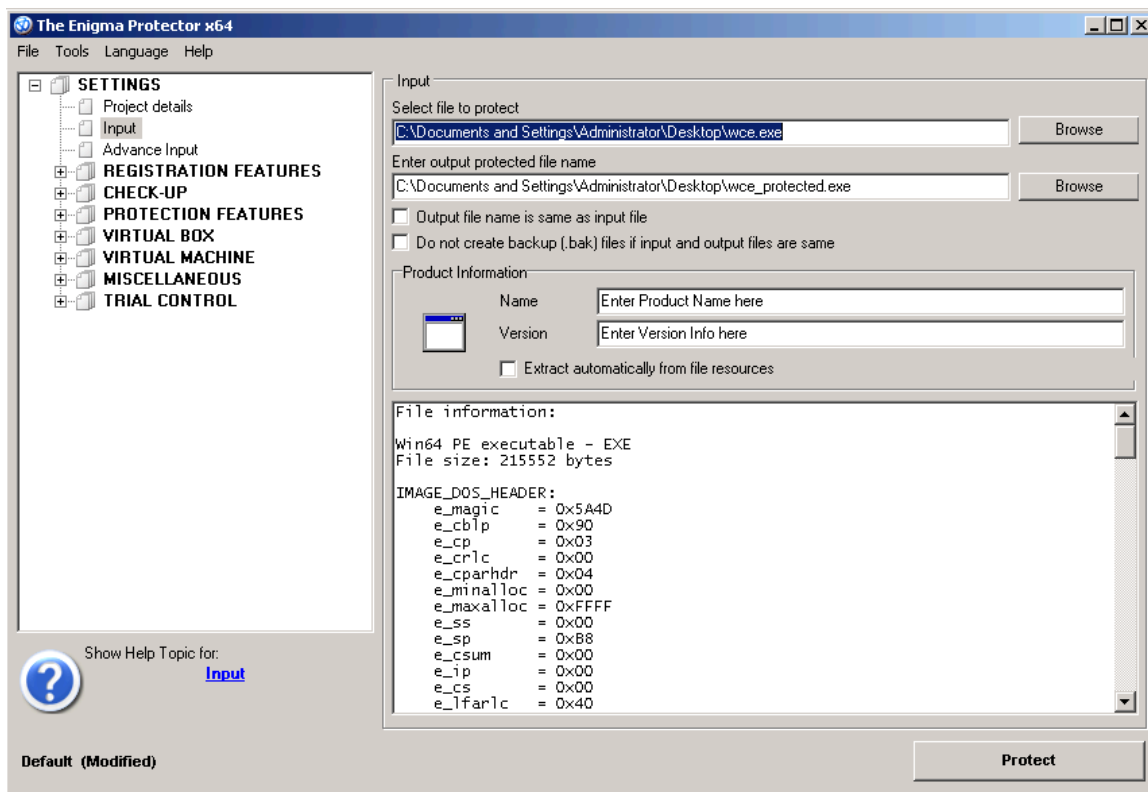 The Enigma Protector x64
File Tools Language Help
SETTINGS
Project details
Input
Advance Input
REGISTRATION FEATURES
CHECK-UP
PROTECTION FEATURES
VIRTUAL BOX
VIRTUAL MACHINE
MISCELLANEOUS
TRIAL CONTROL
Show Help Topic for:
Input
Input
Select file to protect
C:\Documents and Settings\Administrator\Desktop\wce.exe
Browse
Enter output protected file name
C:\Documents and Settings\Administrator\Desktop\wce_protected.exe
Browse
Output file name is same as input file
Do not create backup (.bak) files if input and output files are same
Product Information
Name
Enter Product Name here
Version
Enter Version Info here
Extract automatically from file resources
File information:
Win64 PE executable - EXE
File size: 215552 bytes
IMAGE_DOS_HEADER:
e_magic = 0x5A4D
e_cblp = 0x90
e_cp = 0x03
e_crlc = 0x00
e_cparhdr = 0x04
e_minalloc = 0x00
e_maxalloc = 0xFFFF
e_ss = 0x00
e_sp = 0xB8
e_csum = 0x00
e_ip = 0x00
e_cs = 0x00
e_lfarlc = 0x40
Default (Modified)
Protect